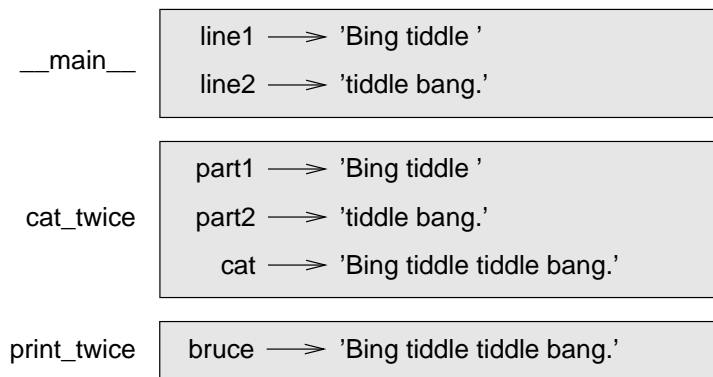 __main__
line1 ’Bing tiddle ’
line2 ’tiddle bang.’
cat_twice
part1 ’Bing tiddle ’
part2 ’tiddle bang.’
cat ’Bing tiddle tiddle bang.’
print_twice
bruce ’Bing tiddle tiddle bang.’